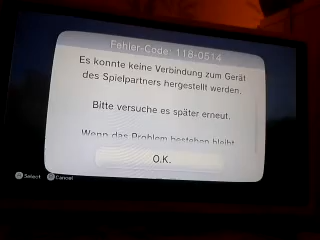 Fehler-Code: 118-0514
Es konnte keine Verbindung zum Gerät
des Spielpartners hergestellt werden.
Bitte versuche es später erneut.
Wenn das Problem bestehen bleibt,
O.K.
Select Cancel